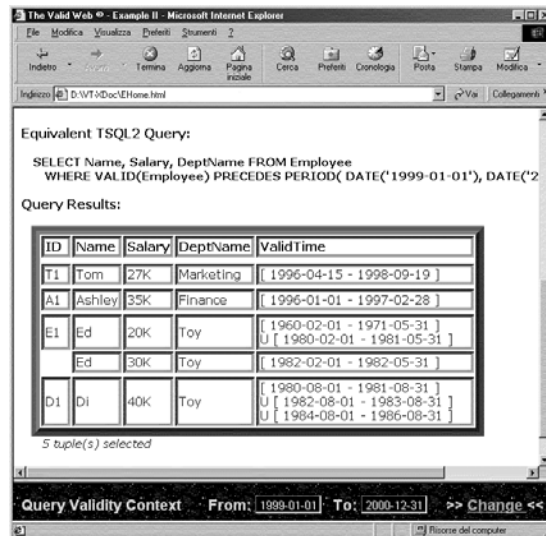 The Valid Web © - Example II - Microsoft Internet Explorer
File Modifica Visualizza Preferiti Strumenti ?
Indietro Termina Aggiorna Pagina iniziale Cerca Preferiti Cronologia Posta Stampa Modifica
Indirizzo D:\VT-XDoc\EHome.html Vai Collegamenti
Equivalent TSQL2 Query:
SELECT Name, Salary, DeptName FROM Employee
WHERE VALID(Employee) PRECEDES PERIOD( DATE('1999-01-01'), DATE('2
Query Results:
ID Name Salary DeptName ValidTime
T1 Tom 27K Marketing [ 1996-04-15 - 1998-09-19 ]
A1 Ashley 35K Finance [ 1996-01-01 - 1997-02-28 ]
E1 Ed 20K Toy [ 1960-02-01 - 1971-05-31 ]
U [ 1980-02-01 - 1981-05-31 ]
Ed 30K Toy [ 1982-02-01 - 1982-05-31 ]
D1 Di 40K Toy [ 1980-08-01 - 1981-08-31 ]
U [ 1982-08-01 - 1983-08-31 ]
U [ 1984-08-01 - 1986-08-31 ]
5 tuple(s) selected
Query Validity Context From: 1999-01-01 To: 2000-12-31 >> Change <<
Risorse del computer